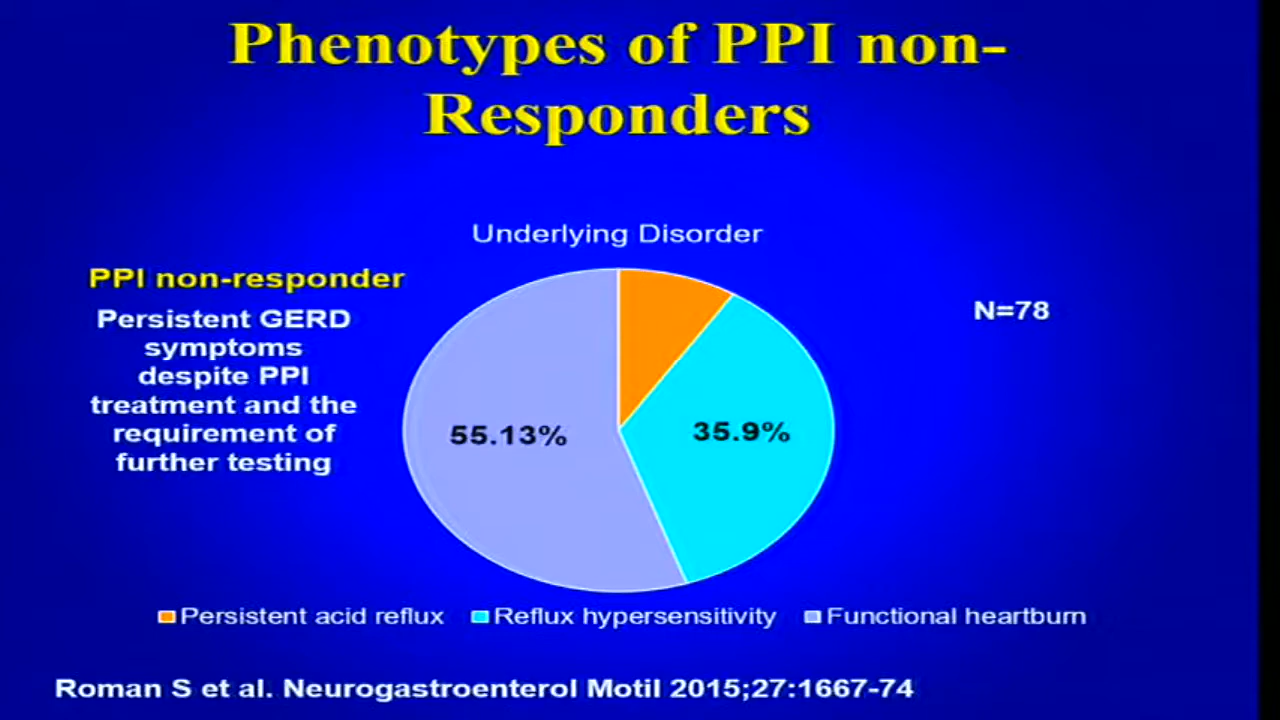 Phenotypes of PPI non-
Responders
Underlying Disorder
PPI non-responder
Persistent GERD
symptoms
despite PPI
treatment and the
requirement of
further testing
N=78
55.13%
35.9%
Persistent acid reflux
Reflux hypersensitivity
Functional heartburn
Roman S et al. Neurogastroenterol Motil 2015;27:1667-74